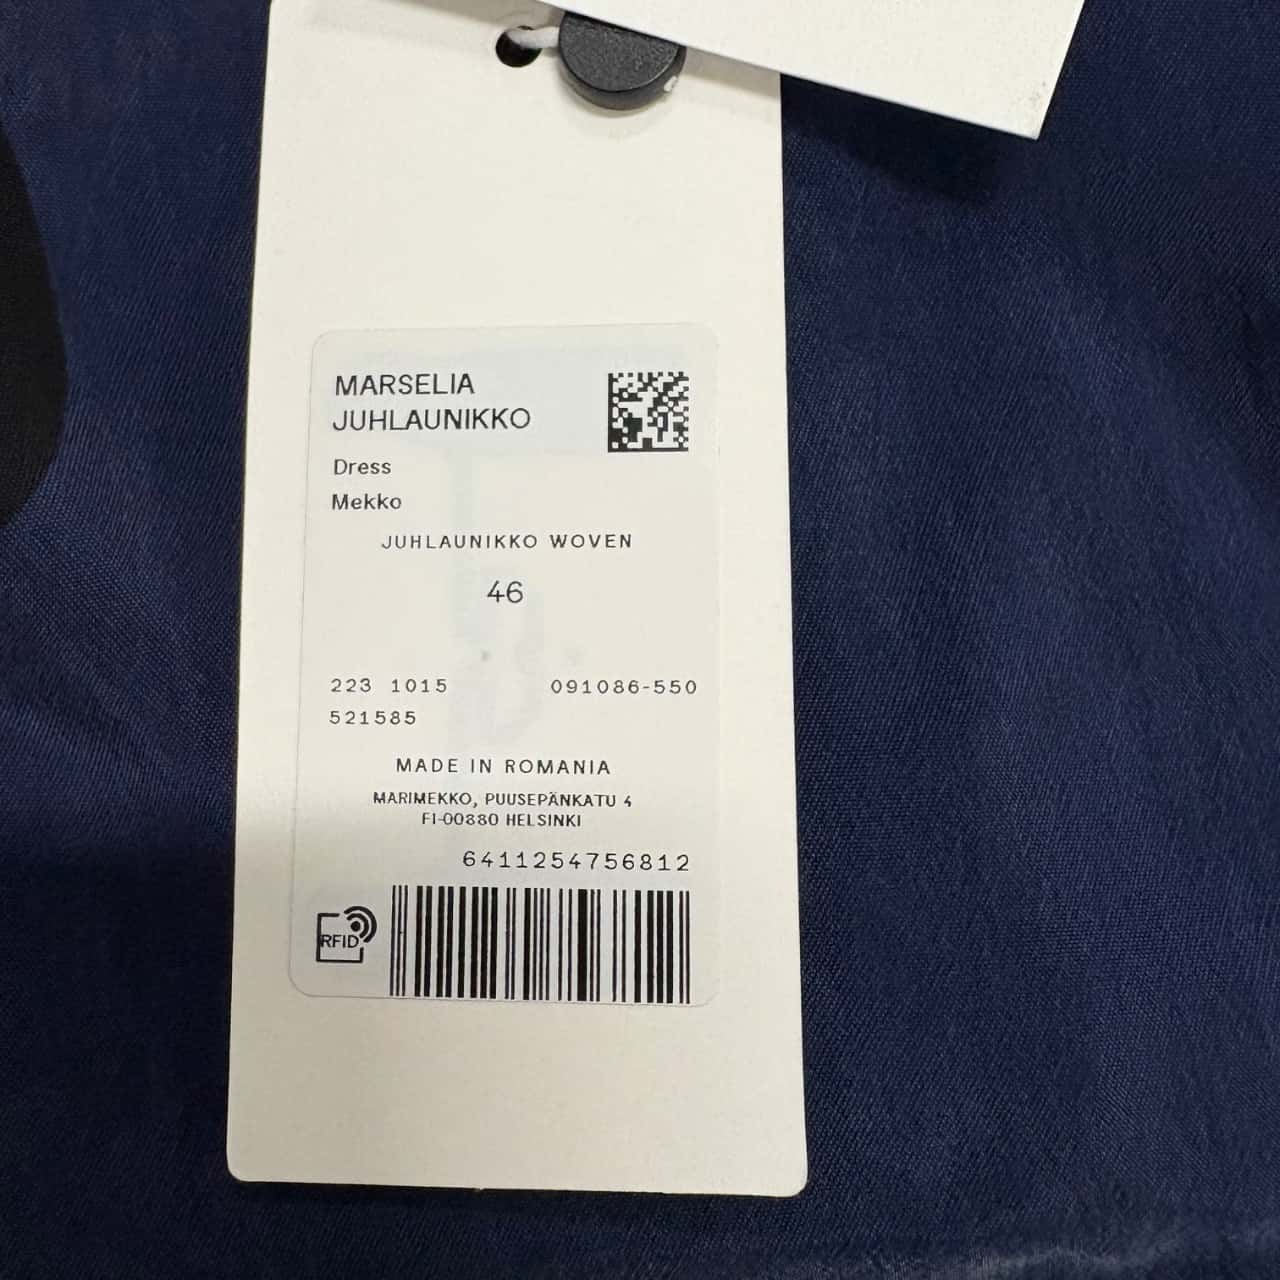 MARSELIA
JUHLAUNIKKO
Dress
Mekko
JUHLAUNIKKO WOVEN
46
223 1015 091086-550
521585
MADE IN ROMANIA
MARIMEKKO, PUUSEPÄNKATU 4
FI-00880 HELSINKI
6411254756812
RFID